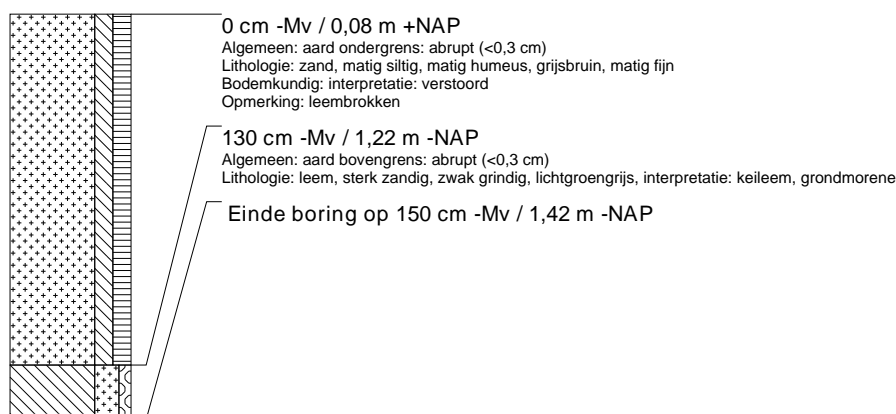 0 cm -Mv / 0,08 m +NAP
Algemeen: aard ondergrens: abrupt (<0,3 cm)
Lithologie: zand, matig siltig, matig humeus, grijsbruin, matig fijn
Bodemkundig: interpretatie: verstoord
Opmerking: leembrokken
130 cm -Mv / 1,22 m -NAP
Algemeen: aard bovengrens: abrupt (<0,3 cm)
Lithologie: leem, sterk zandig, zwak grindig, lichtgroengrijs, interpretatie: keileem, grondmorene
Einde boring op 150 cm -Mv / 1,42 m -NAP